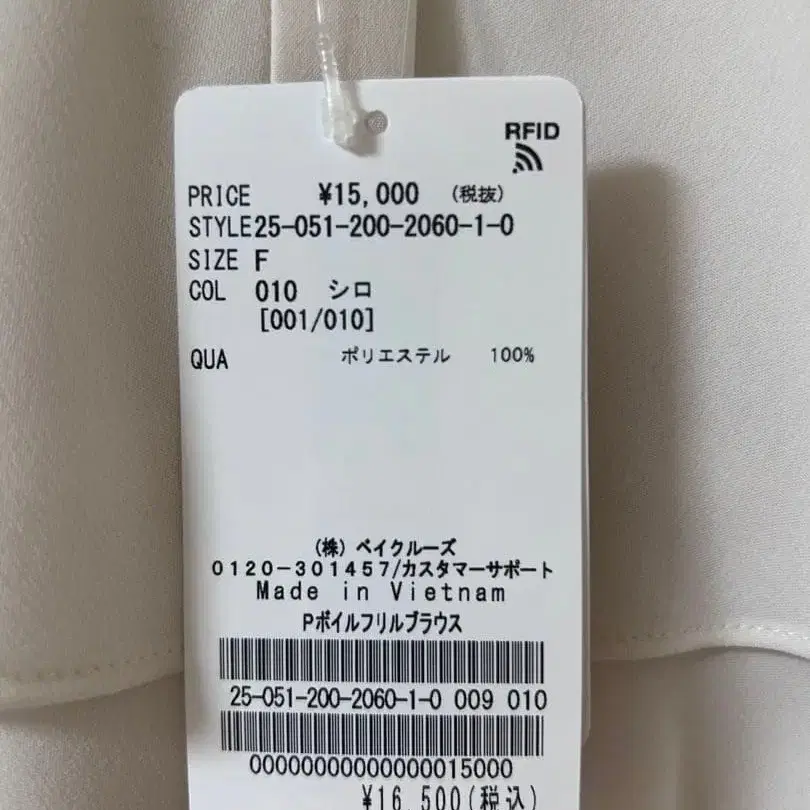 RFID
PRICE ¥15,000 (税抜)
STYLE 25-051-200-2060-1-0
SIZE F
COL 010 シロ
[001/010]
QUA ポリエステル 100%
(株) ベイクルーズ
0120-301457/カスタマーサポート
Made in Vietnam
Pボイルフリルブラウス
25-051-200-2060-1-0 009 010
00000000000000015000
¥16,500(税込)